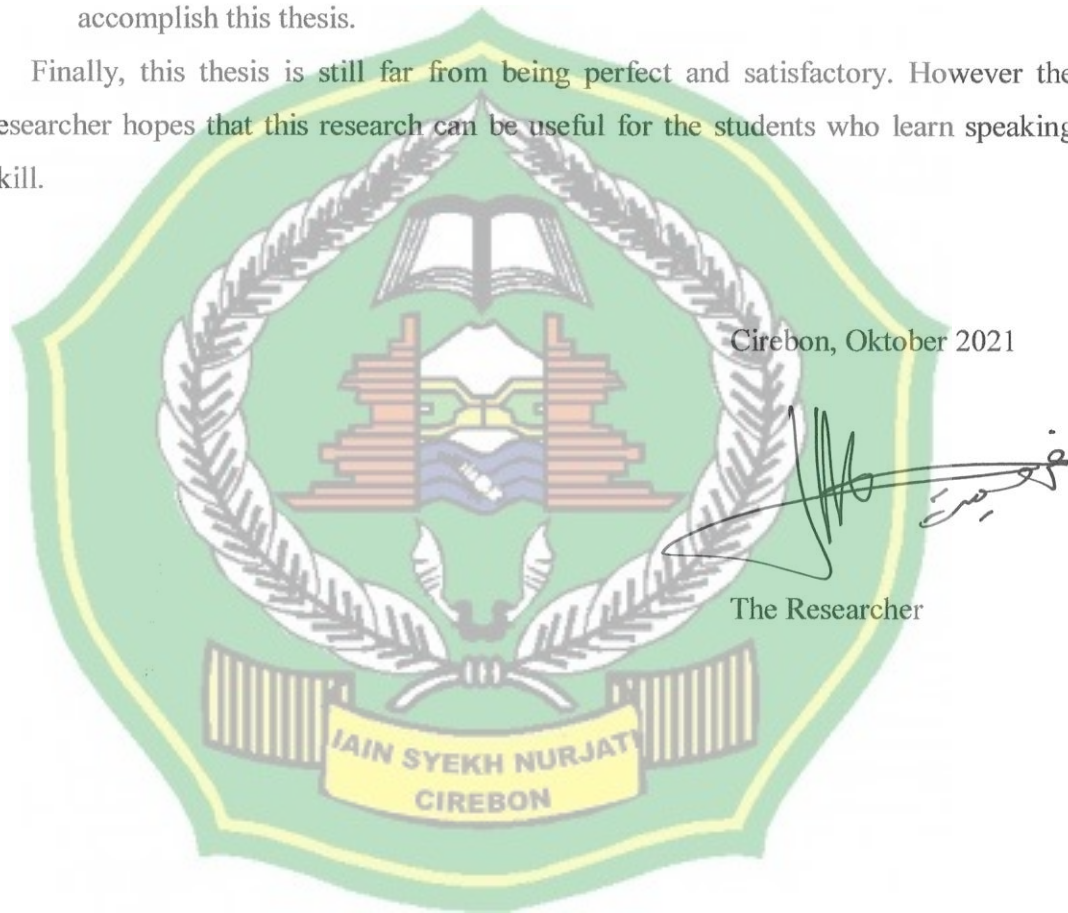 accomplish this thesis.
Finally, this thesis is still far from being perfect and satisfactory. However the
esearcher hopes that this research can be useful for the students who learn speaking
kill.
Cirebon, Oktober 2021
The Researcher
IAIN SYEKH NURJATI
CIREBON